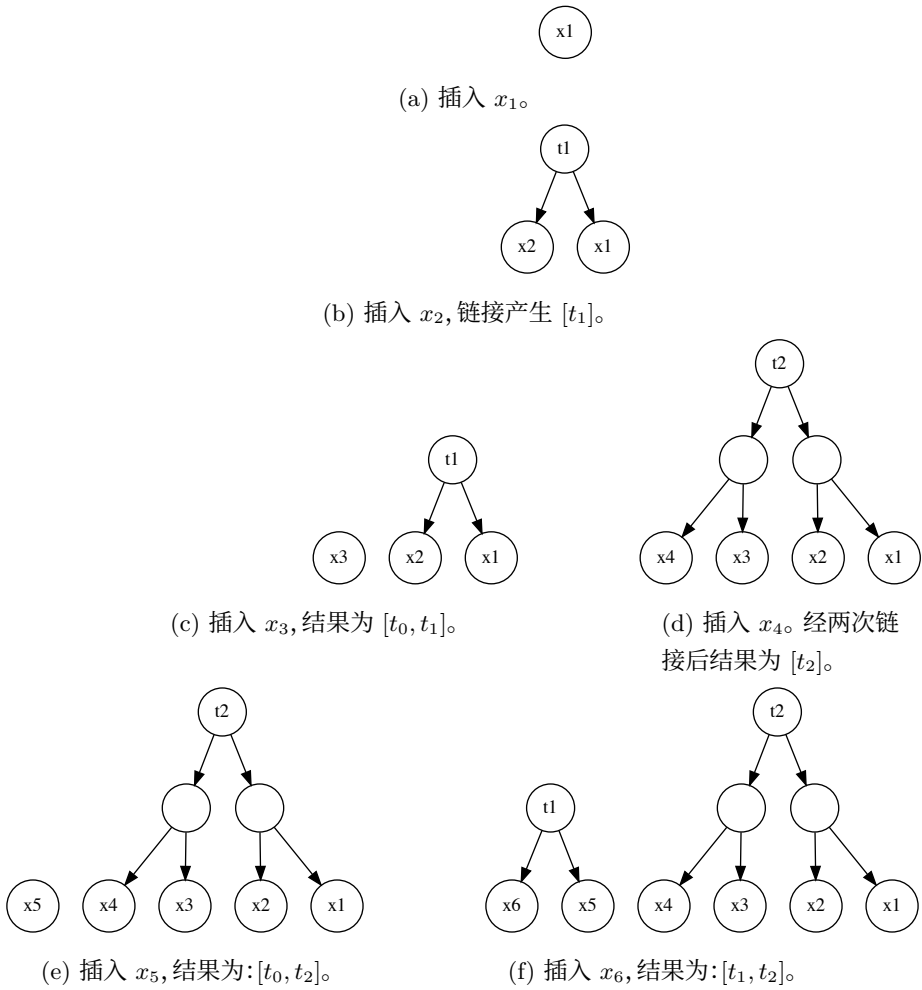 x1
(a) 插入 x₁。
t1
x2 x1
(b) 插入 x₂, 链接产生 [t₁]。
t1
x3 x2 x1
(c) 插入 x₃, 结果为 [t₀, t₁]。
t2
x4 x3 x2 x1
(d) 插入 x₄。经两次链
接后结果为 [t₂]。
t2
x5 x4 x3 x2 x1
(e) 插入 x₅, 结果为:[t₀, t₂]。
t2
t1
x6 x5 x4 x3 x2 x1
(f) 插入 x₆, 结果为:[t₁, t₂]。